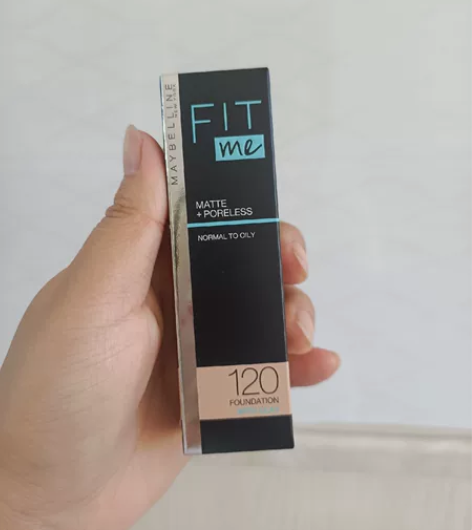 MAYBELLINE
FIT
me
MATTE
+ PORELESS
NORMAL TO OILY
120
FOUNDATION